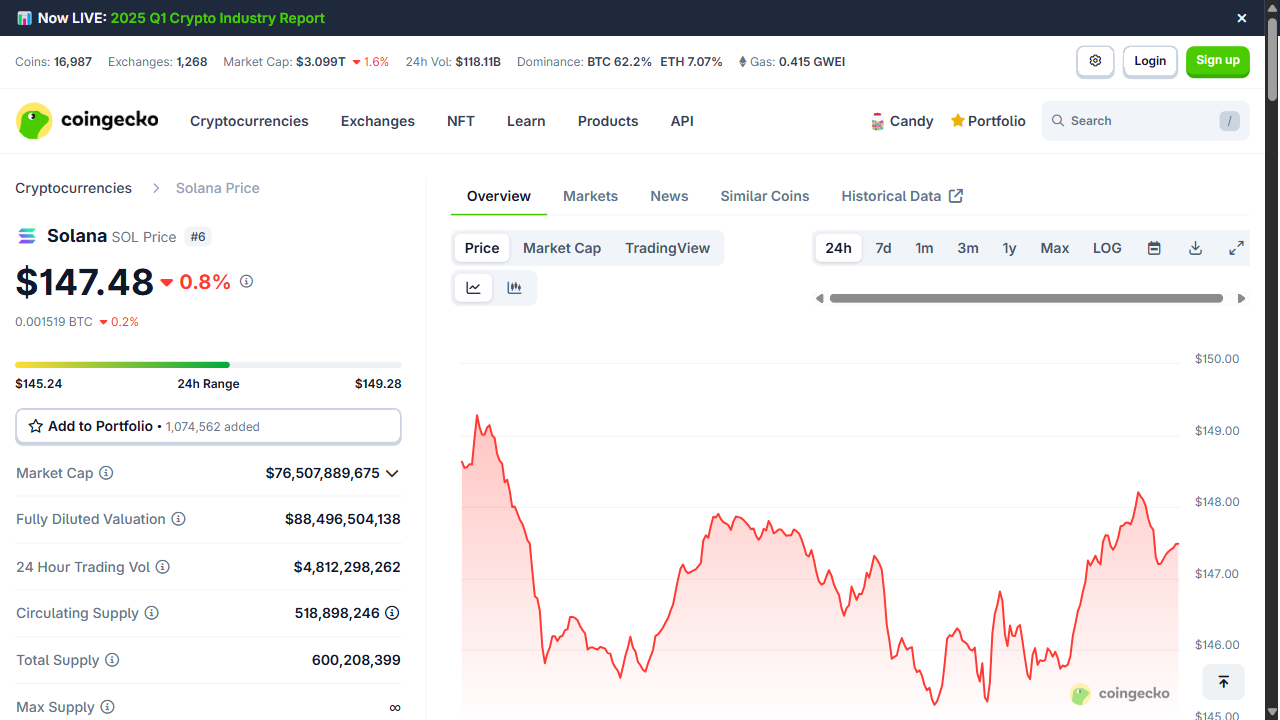 Now LIVE: 2025 Q1 Crypto Industry Report
Coins: 16,987 Exchanges: 1,268 Market Cap: $3.099T 1.6% 24h Vol: $118.11B Dominance: BTC 62.2% ETH 7.07% Gas: 0.415 GWEI
Login
Sign up
coingecko
Cryptocurrencies Exchanges NFT Learn Products API
Candy Portfolio
Search /
Cryptocurrencies Solana Price
Solana SOL Price #6
$147.48 0.8%
0.001519 BTC 0.2%
$145.24 24h Range $149.28
Add to Portfolio • 1,074,562 added
Market Cap $76,507,889,675
Fully Diluted Valuation $88,496,504,138
24 Hour Trading Vol $4,812,298,262
Circulating Supply 518,898,246
Total Supply 600,208,399
Max Supply ∞
Overview Markets News Similar Coins Historical Data
Price Market Cap TradingView
24h 7d 1m 3m 1y Max LOG
$150.00
$149.00
$148.00
$147.00
$146.00
$145.00
coingecko